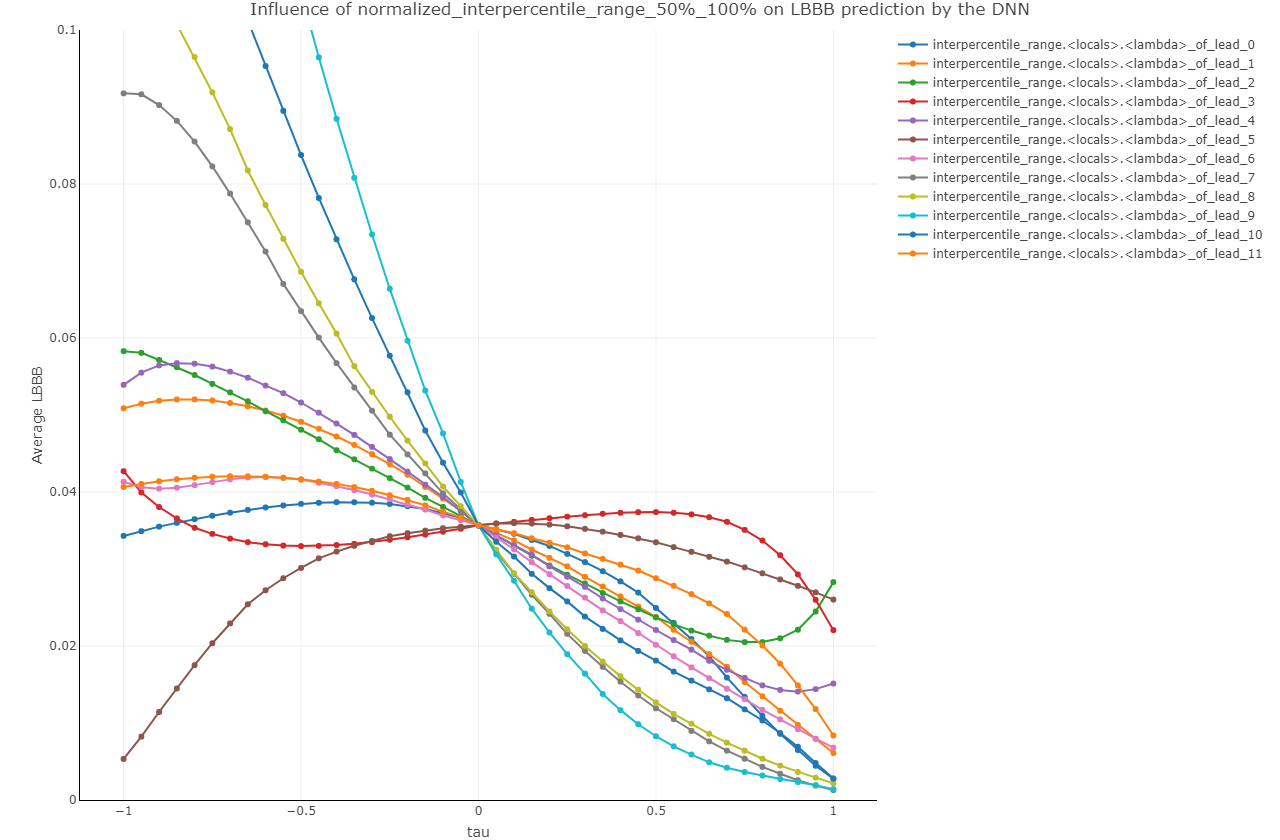 Influence of normalized_interpercentile_range_50%_100% on LBBB prediction by the DNN
0.1
0.08
0.06
0.04
0.02
0
Average LBBB
−1
−0.5
0
0.5
1
tau
interpercentile_range.<locals>.<lambda>_of_lead_0
interpercentile_range.<locals>.<lambda>_of_lead_1
interpercentile_range.<locals>.<lambda>_of_lead_2
interpercentile_range.<locals>.<lambda>_of_lead_3
interpercentile_range.<locals>.<lambda>_of_lead_4
interpercentile_range.<locals>.<lambda>_of_lead_5
interpercentile_range.<locals>.<lambda>_of_lead_6
interpercentile_range.<locals>.<lambda>_of_lead_7
interpercentile_range.<locals>.<lambda>_of_lead_8
interpercentile_range.<locals>.<lambda>_of_lead_9
interpercentile_range.<locals>.<lambda>_of_lead_10
interpercentile_range.<locals>.<lambda>_of_lead_11